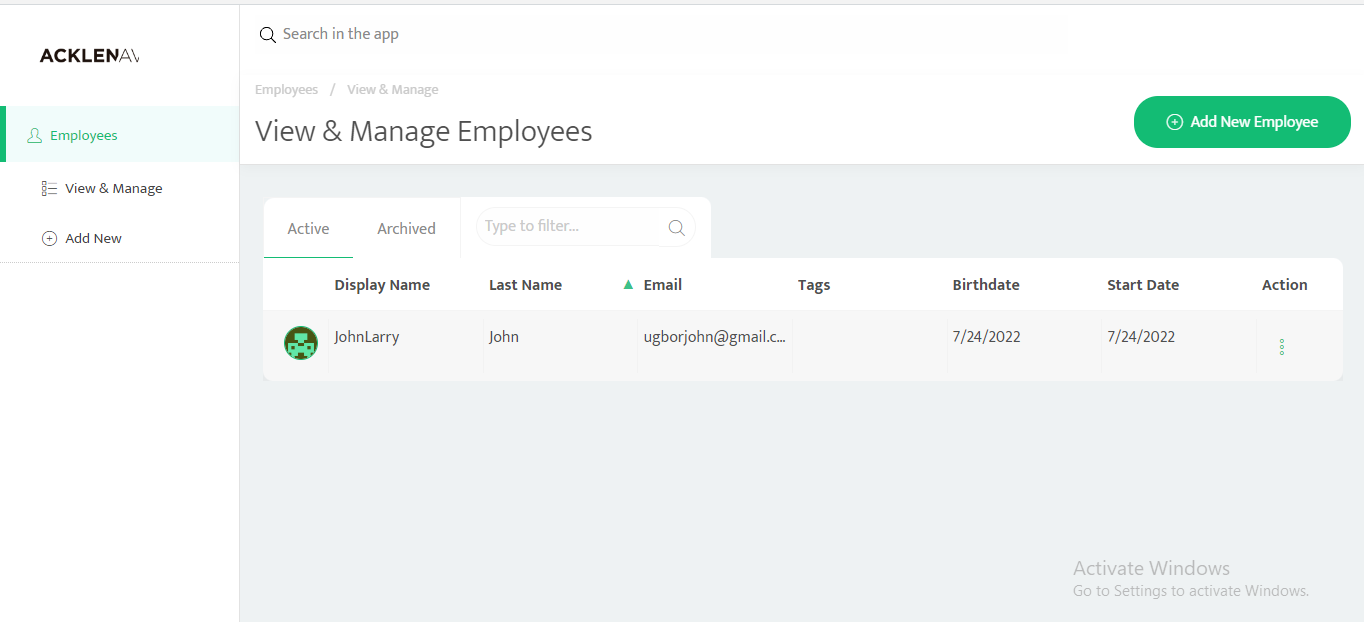 Search in the app
ACKLENAV
Employees / View & Manage
View & Manage Employees
Add New Employee
Employees
View & Manage
Add New
Active Archived Type to filter...
Display Name Last Name ▲ Email Tags Birthdate Start Date Action
JohnLarry John ugborjohn@gmail.c... 7/24/2022 7/24/2022
Activate Windows
Go to Settings to activate Windows.